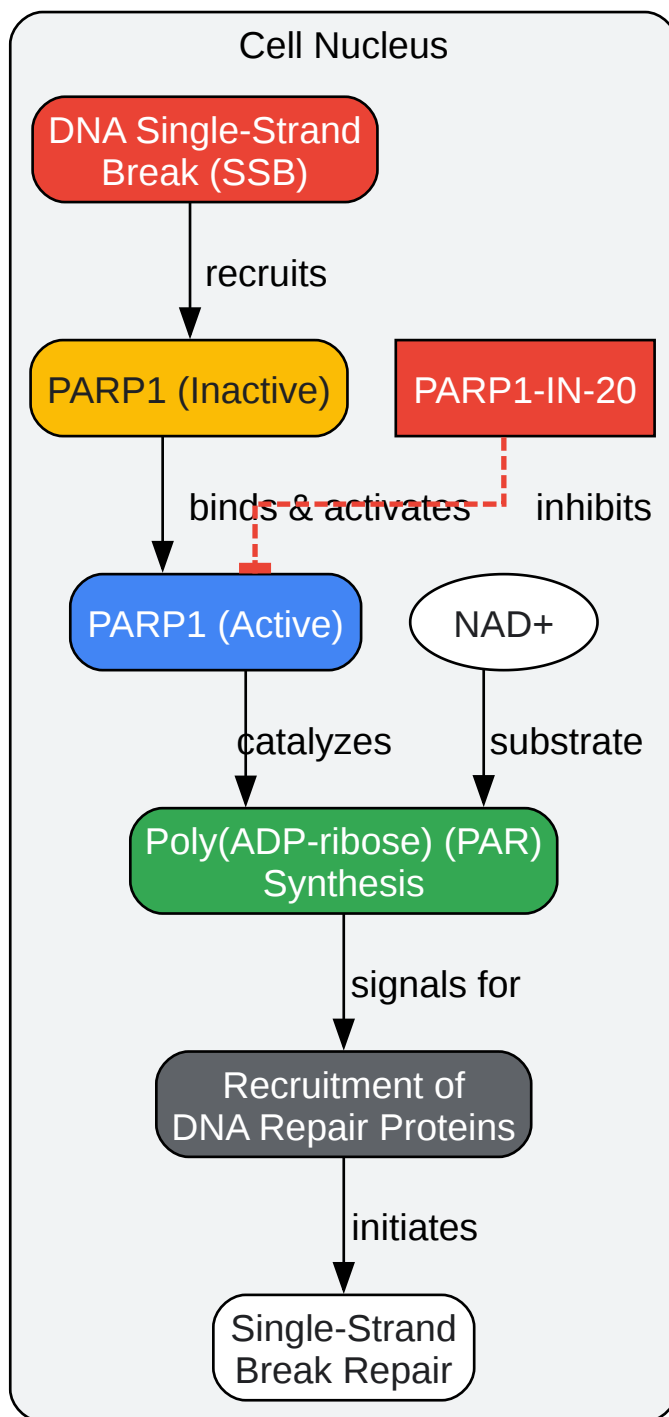 Cell Nucleus
DNA Single-Strand
Break (SSB)
recruits
PARP1 (Inactive)
PARP1-IN-20
binds & activates
inhibits
PARP1 (Active)
NAD+
catalyzes
substrate
Poly(ADP-ribose) (PAR)
Synthesis
signals for
Recruitment of
DNA Repair Proteins
initiates
Single-Strand
Break Repair